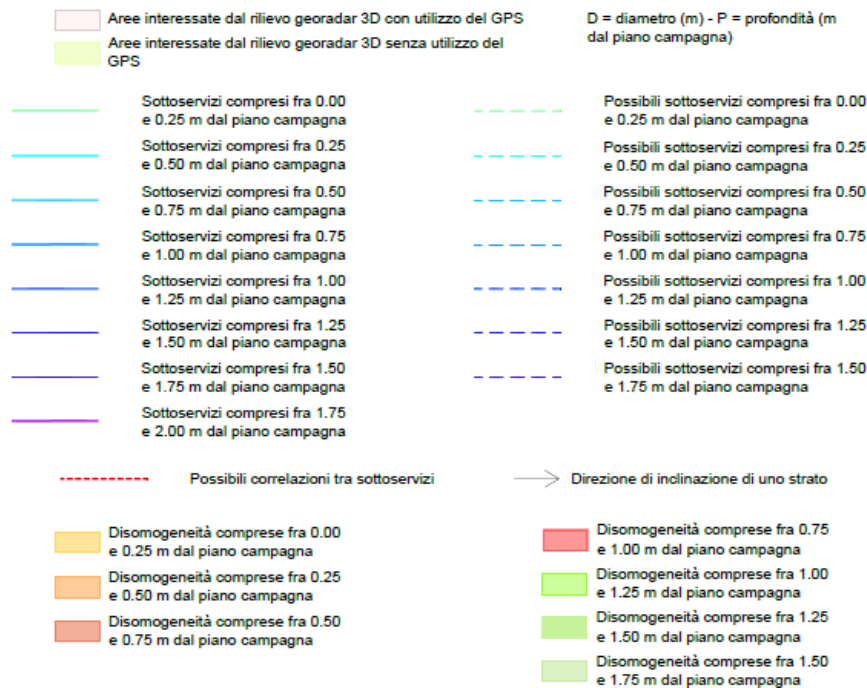 Aree interessate dal rilievo georadar 3D con utilizzo del GPS
Aree interessate dal rilievo georadar 3D senza utilizzo del
GPS
D = diametro (m) - P = profondità (m
dal piano campagna)
Sottoservizi compresi fra 0.00
e 0.25 m dal piano campagna
Sottoservizi compresi fra 0.25
e 0.50 m dal piano campagna
Sottoservizi compresi fra 0.50
e 0.75 m dal piano campagna
Sottoservizi compresi fra 0.75
e 1.00 m dal piano campagna
Sottoservizi compresi fra 1.00
e 1.25 m dal piano campagna
Sottoservizi compresi fra 1.25
e 1.50 m dal piano campagna
Sottoservizi compresi fra 1.50
e 1.75 m dal piano campagna
Sottoservizi compresi fra 1.75
e 2.00 m dal piano campagna
Possibili sottoservizi compresi fra 0.00
e 0.25 m dal piano campagna
Possibili sottoservizi compresi fra 0.25
e 0.50 m dal piano campagna
Possibili sottoservizi compresi fra 0.50
e 0.75 m dal piano campagna
Possibili sottoservizi compresi fra 0.75
e 1.00 m dal piano campagna
Possibili sottoservizi compresi fra 1.00
e 1.25 m dal piano campagna
Possibili sottoservizi compresi fra 1.25
e 1.50 m dal piano campagna
Possibili sottoservizi compresi fra 1.50
e 1.75 m dal piano campagna
Possibili correlazioni tra sottoservizi
Direzione di inclinazione di uno strato
Disomogeneità comprese fra 0.00
e 0.25 m dal piano campagna
Disomogeneità comprese fra 0.25
e 0.50 m dal piano campagna
Disomogeneità comprese fra 0.50
e 0.75 m dal piano campagna
Disomogeneità comprese fra 0.75
e 1.00 m dal piano campagna
Disomogeneità comprese fra 1.00
e 1.25 m dal piano campagna
Disomogeneità comprese fra 1.25
e 1.50 m dal piano campagna
Disomogeneità comprese fra 1.50
e 1.75 m dal piano campagna